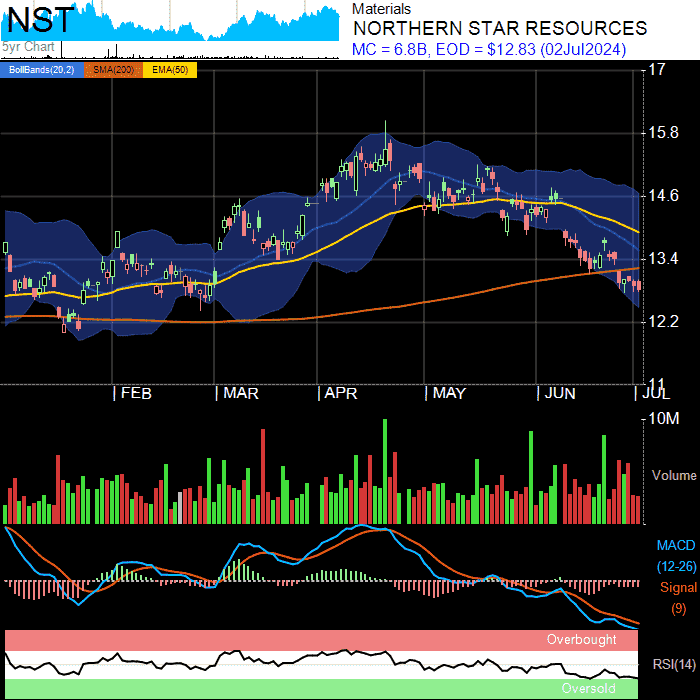 NST
5yr Chart
Materials
NORTHERN STAR RESOURCES
MC = 6.8B, EOD = $12.83 (02Jul2024)
BollBands(20,2) SMA(200) EMA(50)
17
15.8
14.6
13.4
12.2
11
FEB MAR APR MAY JUN JUL
10M
Volume
MACD
(12-26)
Signal
(9)
Overbought
RSI(14)
Oversold